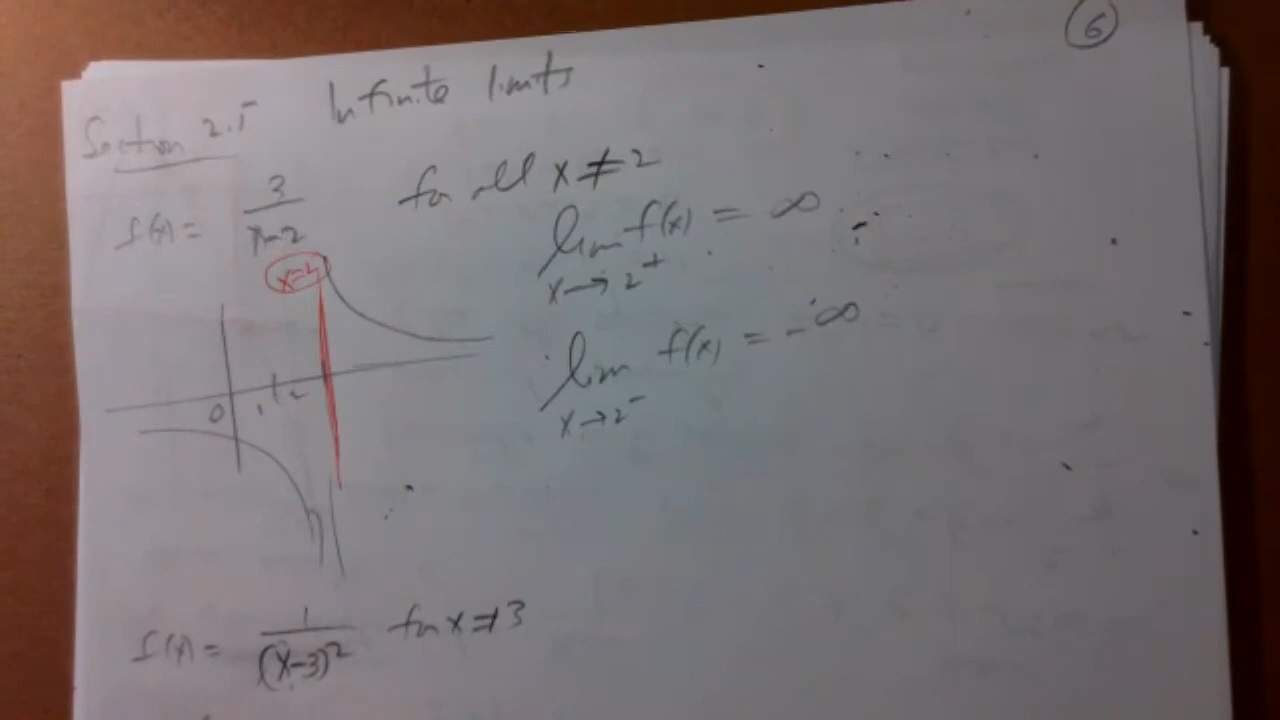 6
Section 2.5 Infinite limits
f(x) = 3/(x-2) for all x ≠ 2
lim f(x) = ∞
x→2⁺
x=2
lim f(x) = -∞
x→2⁻
0 1 2
f(x) = 1/(x-3)² for x ≠ 3